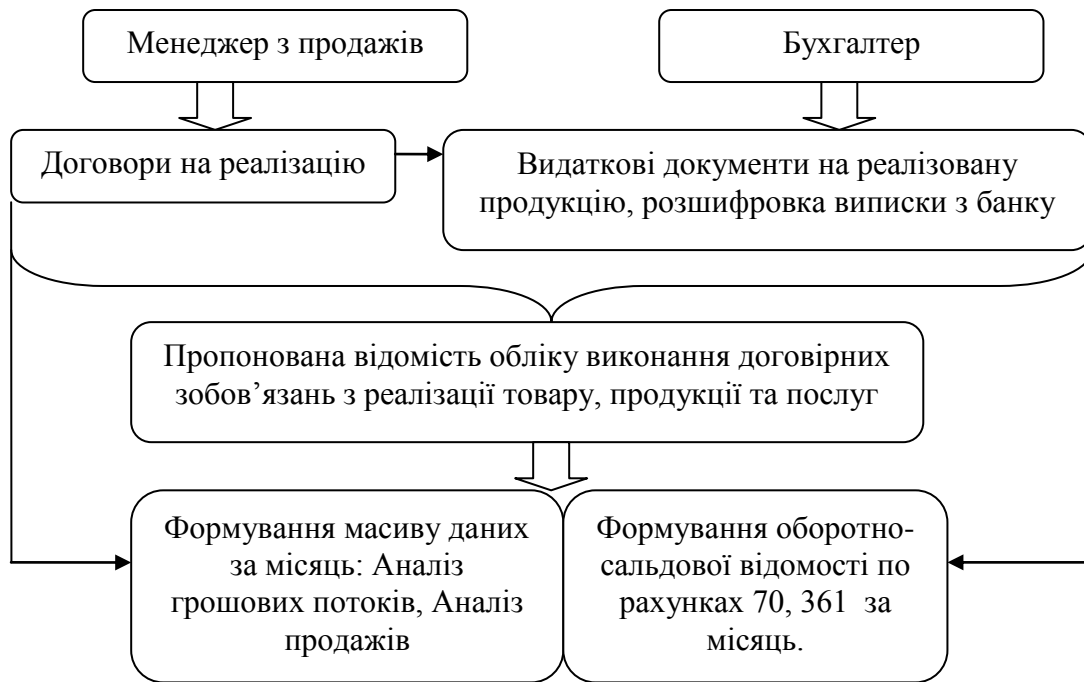 Менеджер з продажів
Бухгалтер
Договори на реалізацію
Видаткові документи на реалізовану
продукцію, розшифровка виписки з банку
Пропонована відомість обліку виконання договірних
зобов’язань з реалізації товару, продукції та послуг
Формування масиву даних
за місяць: Аналіз
грошових потоків, Аналіз
продажів
Формування оборотно-
сальдової відомості по
рахунках 70, 361 за
місяць.